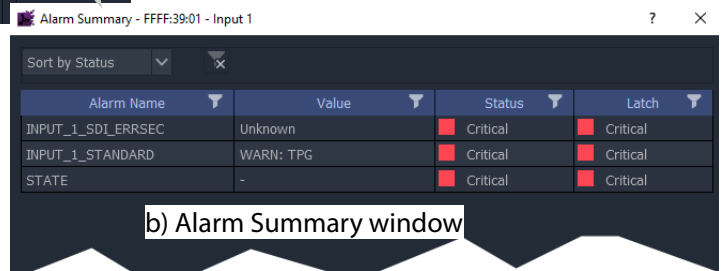 Alarm Summary - FFFF:39:01 - Input 1 ? ×
Sort by Status
Alarm Name Value Status Latch
INPUT_1_SDI_ERRSEC Unknown Critical Critical
INPUT_1_STANDARD WARN: TPG Critical Critical
STATE - Critical Critical
b) Alarm Summary window